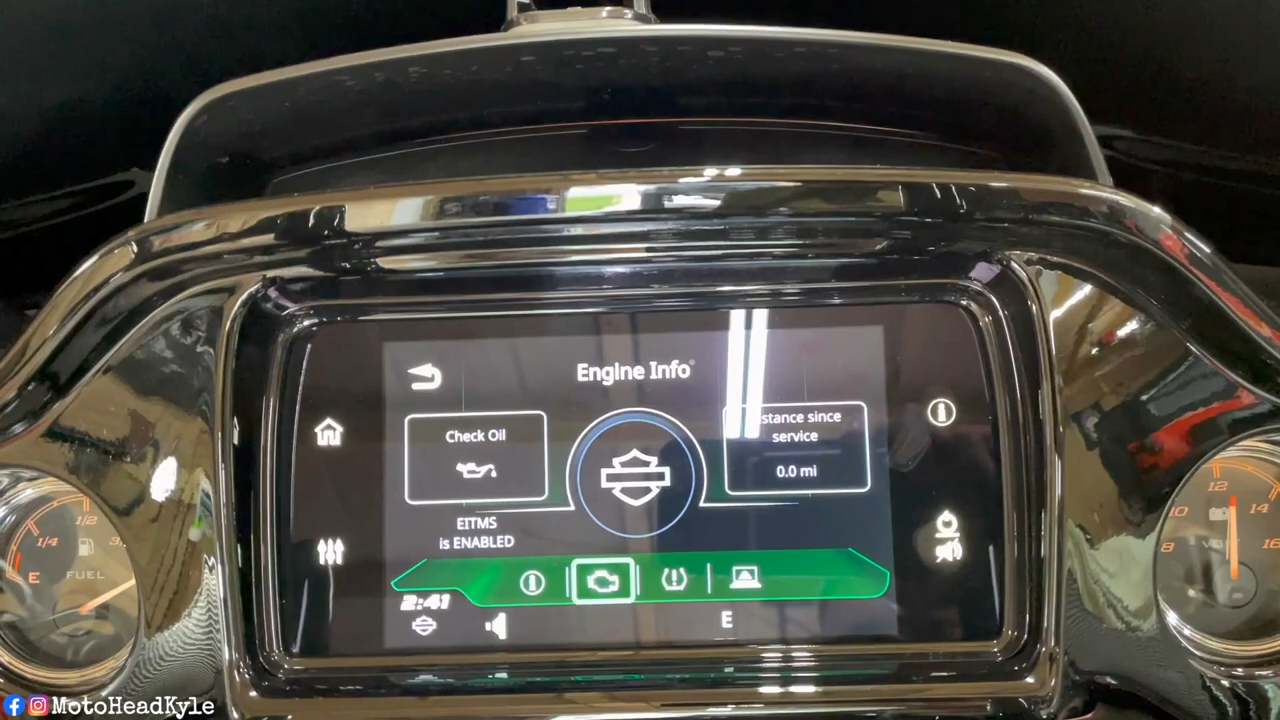 Engine Info
Check Oil
stance since
service
0.0 mi
EITMS
is ENABLED
2:41
E
1/2
1/4
E
FUEL
12
10
14
8
16
MotoHeadKyle